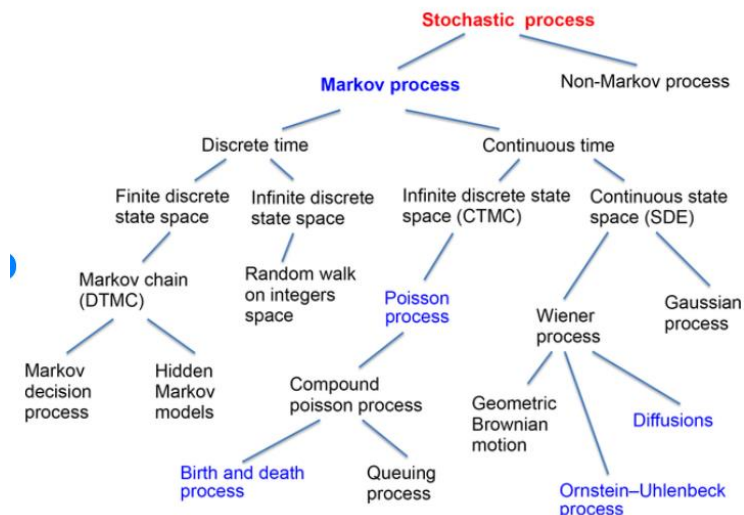 Stochastic process
Markov process
Non-Markov process
Discrete time
Continuous time
Finite discrete
state space
Infinite discrete
state space
Infinite discrete state
space (CTMC)
Continuous state
space (SDE)
Markov chain
(DTMC)
Random walk
on integers
space
Poisson
process
Wiener
process
Gaussian
process
Markov
decision
process
Hidden
Markov
models
Compound
poisson process
Geometric
Brownian
motion
Diffusions
Birth and death
process
Queuing
process
Ornstein–Uhlenbeck
process